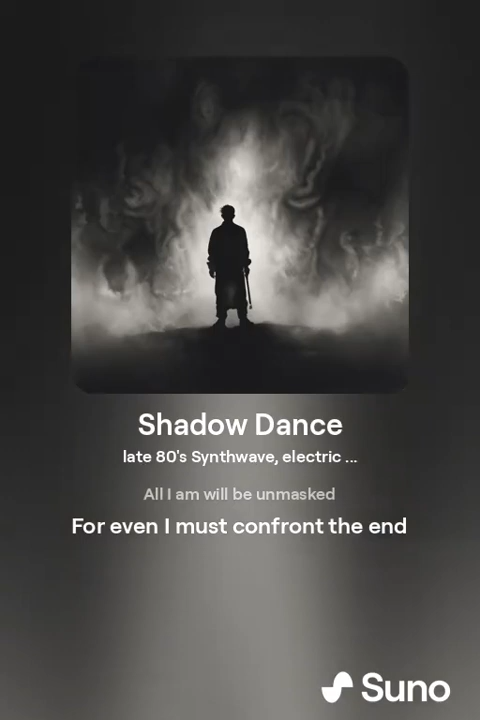 Shadow Dance
late 80's Synthwave, electric ...
All I am will be unmasked
For even I must confront the end
Suno